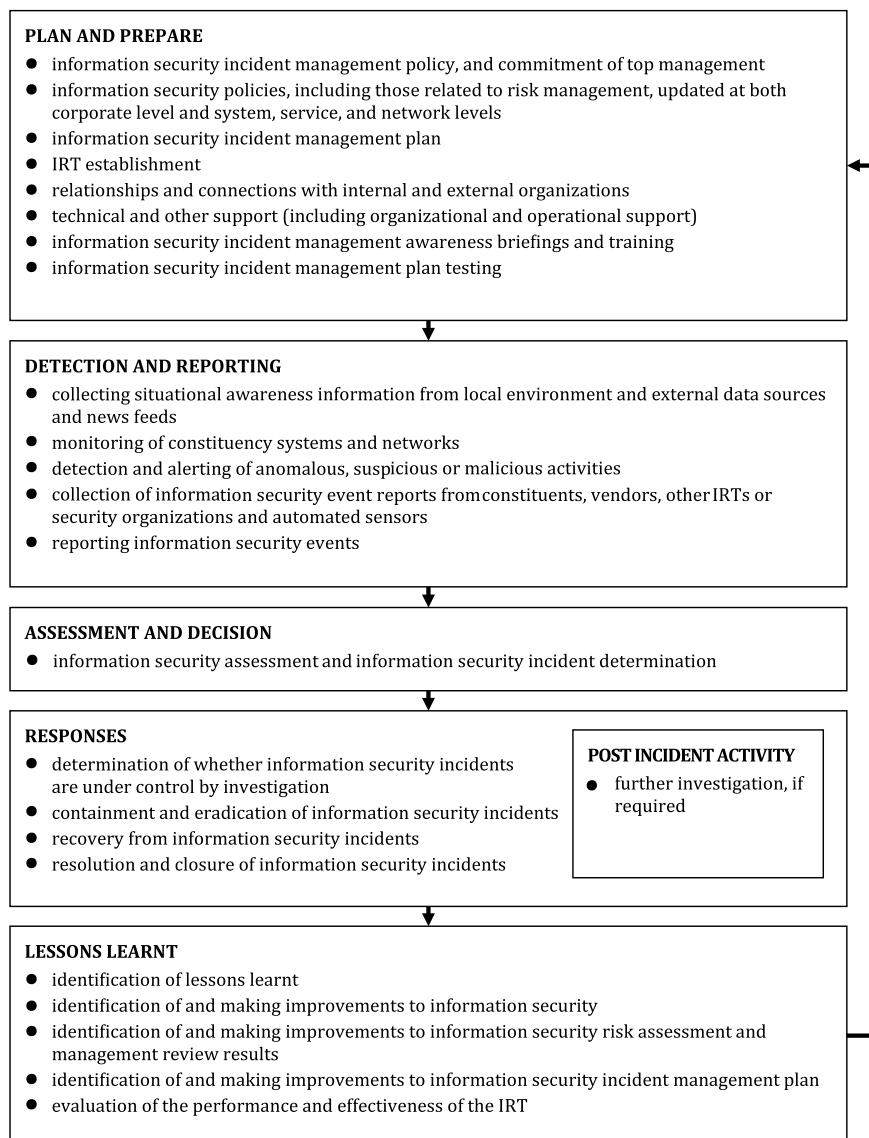 PLAN AND PREPARE
● information security incident management policy, and commitment of top management
● information security policies, including those related to risk management, updated at both
corporate level and system, service, and network levels
● information security incident management plan
● IRT establishment
● relationships and connections with internal and external organizations
● technical and other support (including organizational and operational support)
● information security incident management awareness briefings and training
● information security incident management plan testing
DETECTION AND REPORTING
● collecting situational awareness information from local environment and external data sources
and news feeds
● monitoring of constituency systems and networks
● detection and alerting of anomalous, suspicious or malicious activities
● collection of information security event reports from constituents, vendors, other IRTs or
security organizations and automated sensors
● reporting information security events
ASSESSMENT AND DECISION
● information security assessment and information security incident determination
RESPONSES
● determination of whether information security incidents
are under control by investigation
● containment and eradication of information security incidents
● recovery from information security incidents
● resolution and closure of information security incidents
POST INCIDENT ACTIVITY
● further investigation, if
required
LESSONS LEARNT
● identification of lessons learnt
● identification of and making improvements to information security
● identification of and making improvements to information security risk assessment and
management review results
● identification of and making improvements to information security incident management plan
● evaluation of the performance and effectiveness of the IRT